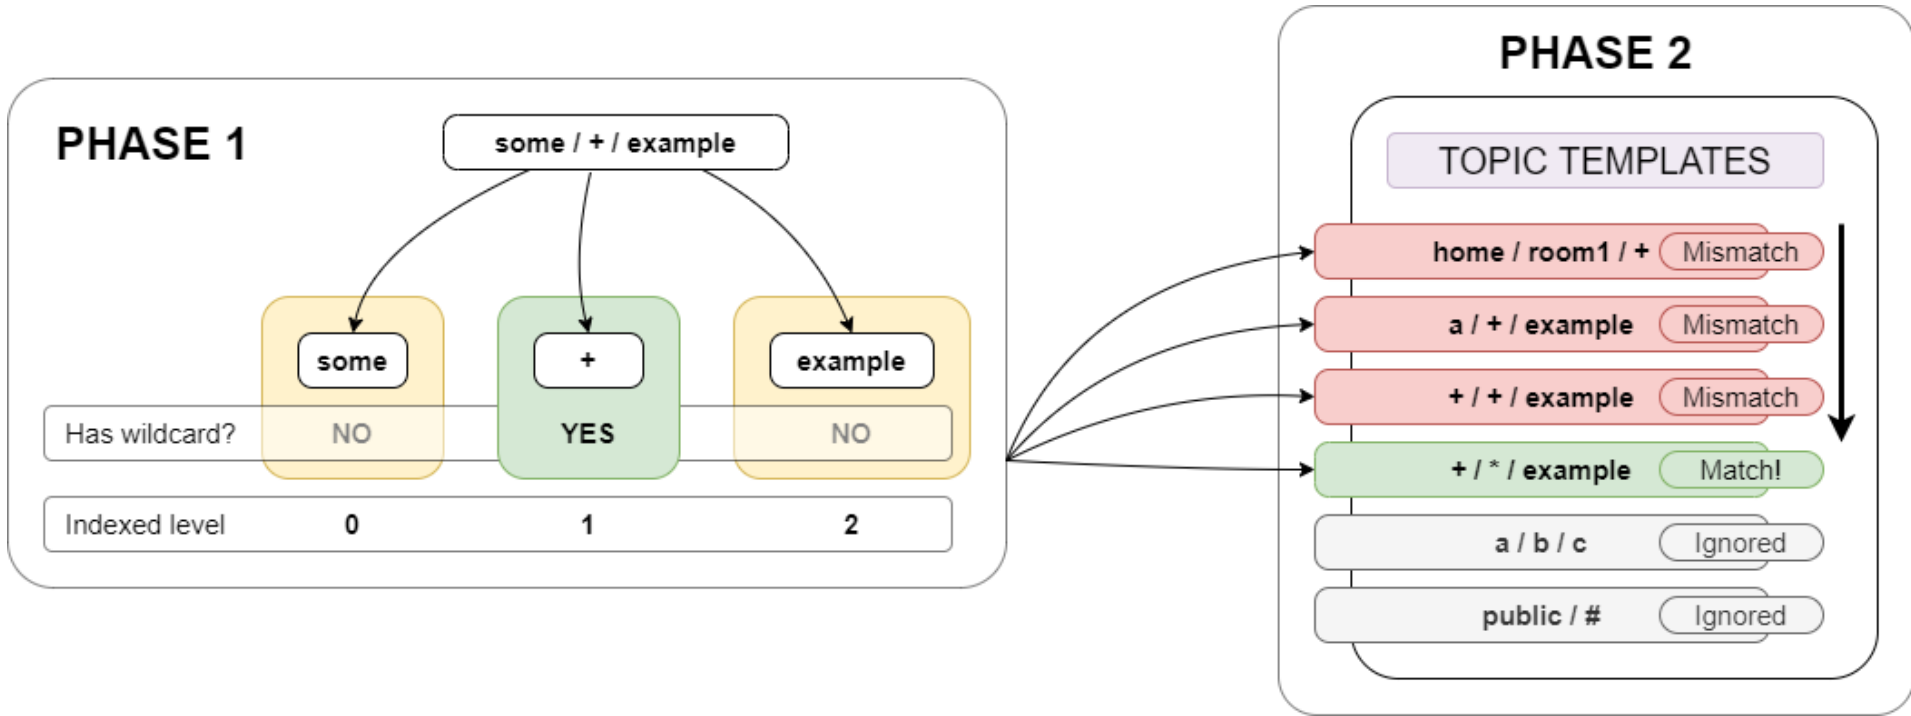 PHASE 1
some / + / example
some
+
example
Has wildcard?
NO
YES
NO
Indexed level
0
1
2
PHASE 2
TOPIC TEMPLATES
home / room1 / +
Mismatch
a / + / example
Mismatch
+ / + / example
Mismatch
+ / * / example
Match!
a / b / c
Ignored
public / #
Ignored